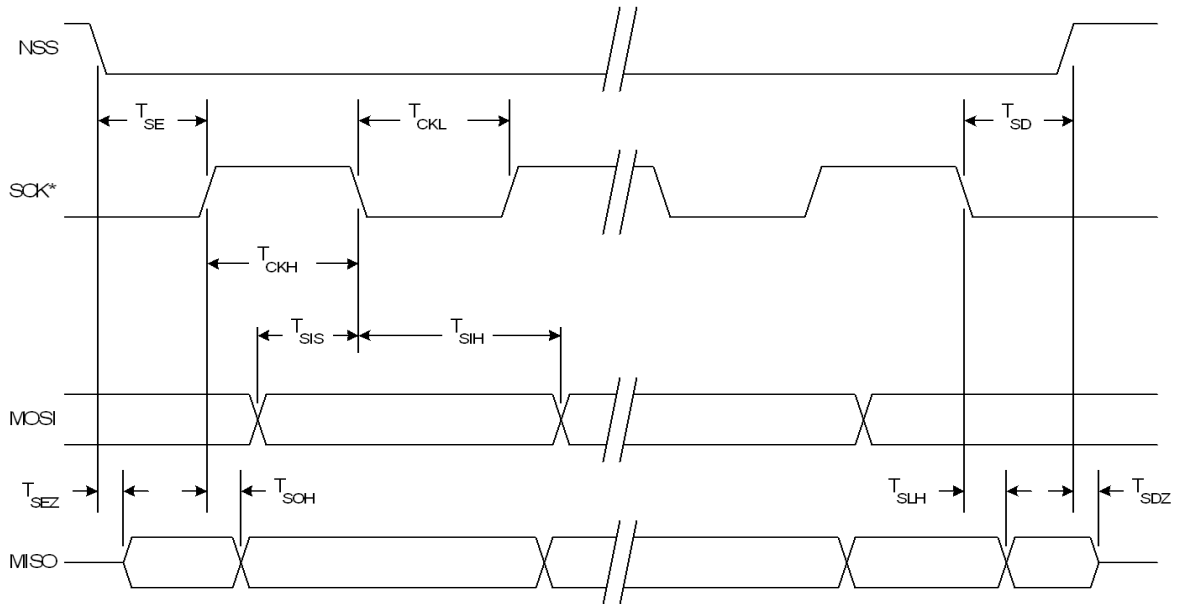 NSS
T_SE
T_CKL
T_SD
SCK*
T_CKH
T_SIS
T_SIH
MOSI
T_SEZ
T_SOH
T_SLH
T_SDZ
MISO